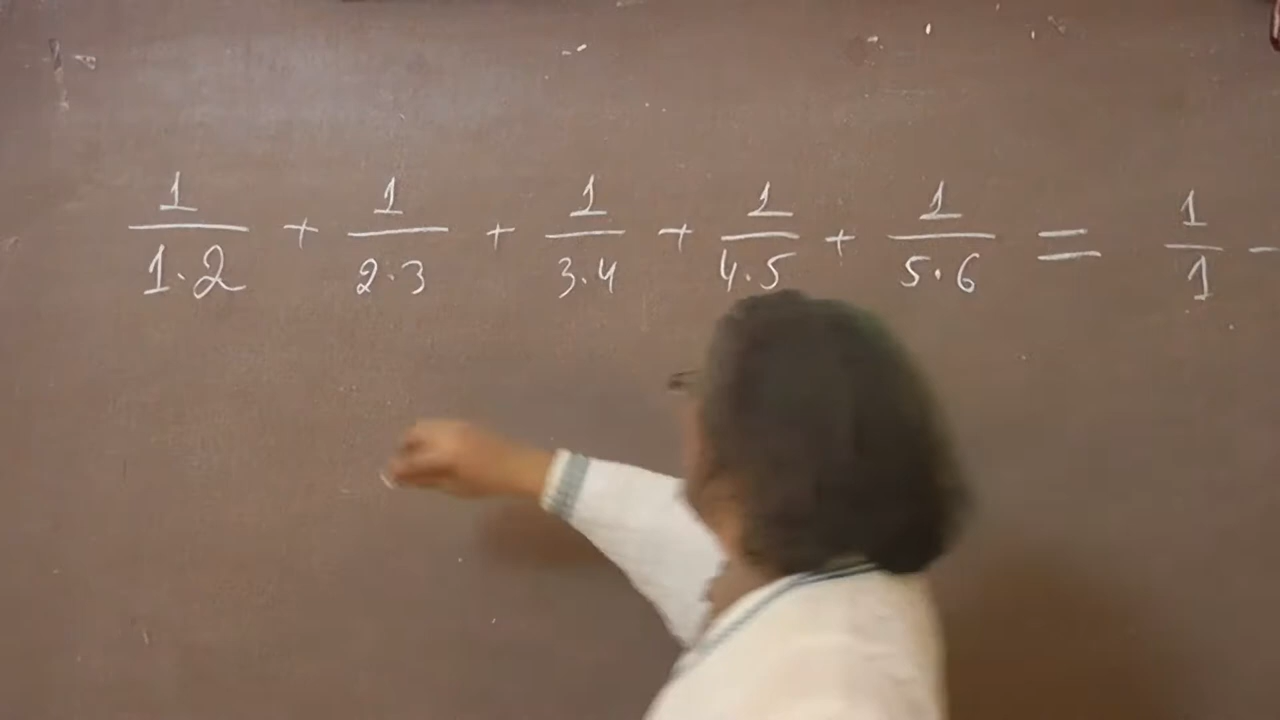 1/1·2 + 1/2·3 + 1/3·4 + 1/4·5 + 1/5·6 = 1/1 -